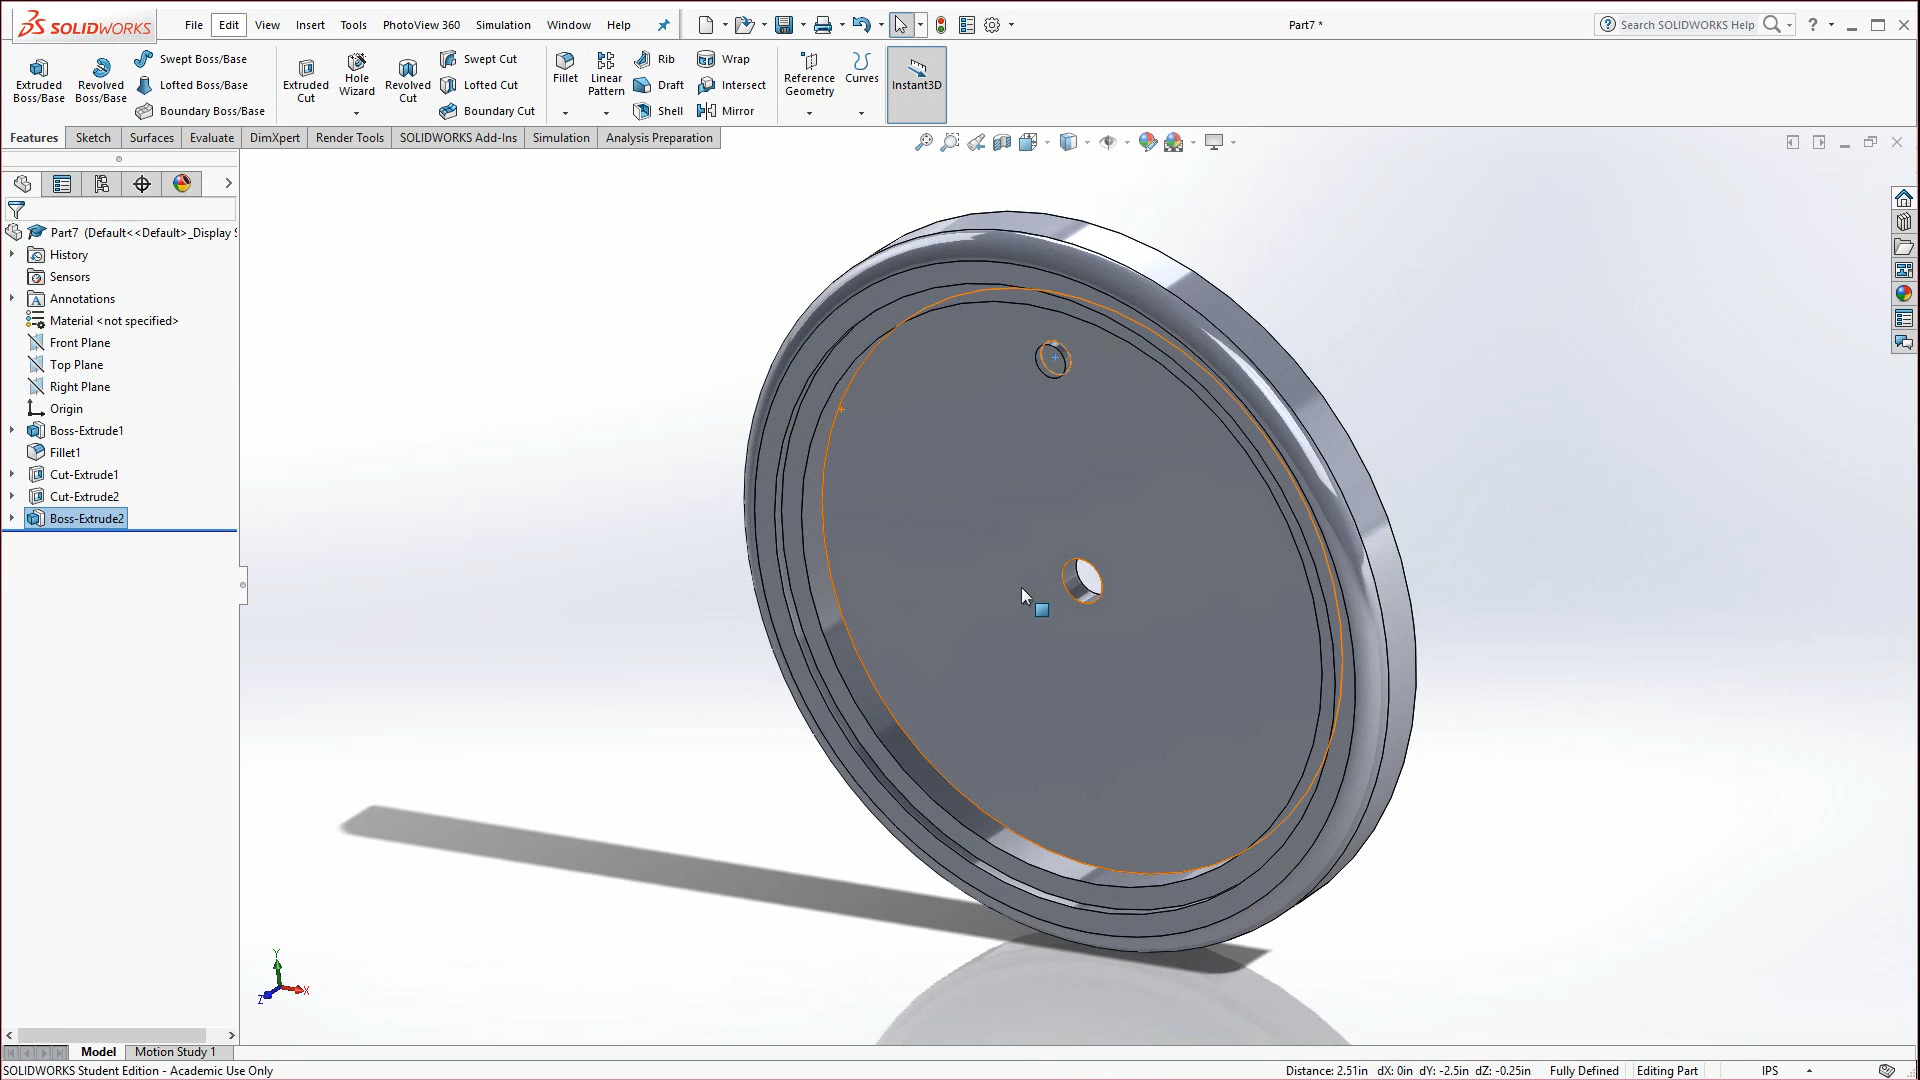 SOLIDWORKS
File Edit View Insert Tools PhotoView 360 Simulation Window Help
Part7 *
Search SOLIDWORKS Help
Extruded Boss/Base
Revolved Boss/Base
Swept Boss/Base
Lofted Boss/Base
Boundary Boss/Base
Extruded Cut
Hole Wizard
Revolved Cut
Swept Cut
Lofted Cut
Boundary Cut
Fillet
Linear Pattern
Rib
Draft
Shell
Wrap
Intersect
Mirror
Reference Geometry
Curves
Instant3D
Features Sketch Surfaces Evaluate DimXpert Render Tools SOLIDWORKS Add-Ins Simulation Analysis Preparation
Part7 (Default<<Default>_Display
History
Sensors
Annotations
Material <not specified>
Front Plane
Top Plane
Right Plane
Origin
Boss-Extrude1
Fillet1
Cut-Extrude1
Cut-Extrude2
Boss-Extrude2
Y
X
Z
Model Motion Study 1
SOLIDWORKS Student Edition - Academic Use Only
Distance: 2.51in dX: 0in dY: -2.5in dZ: -0.25in Fully Defined Editing Part IPS